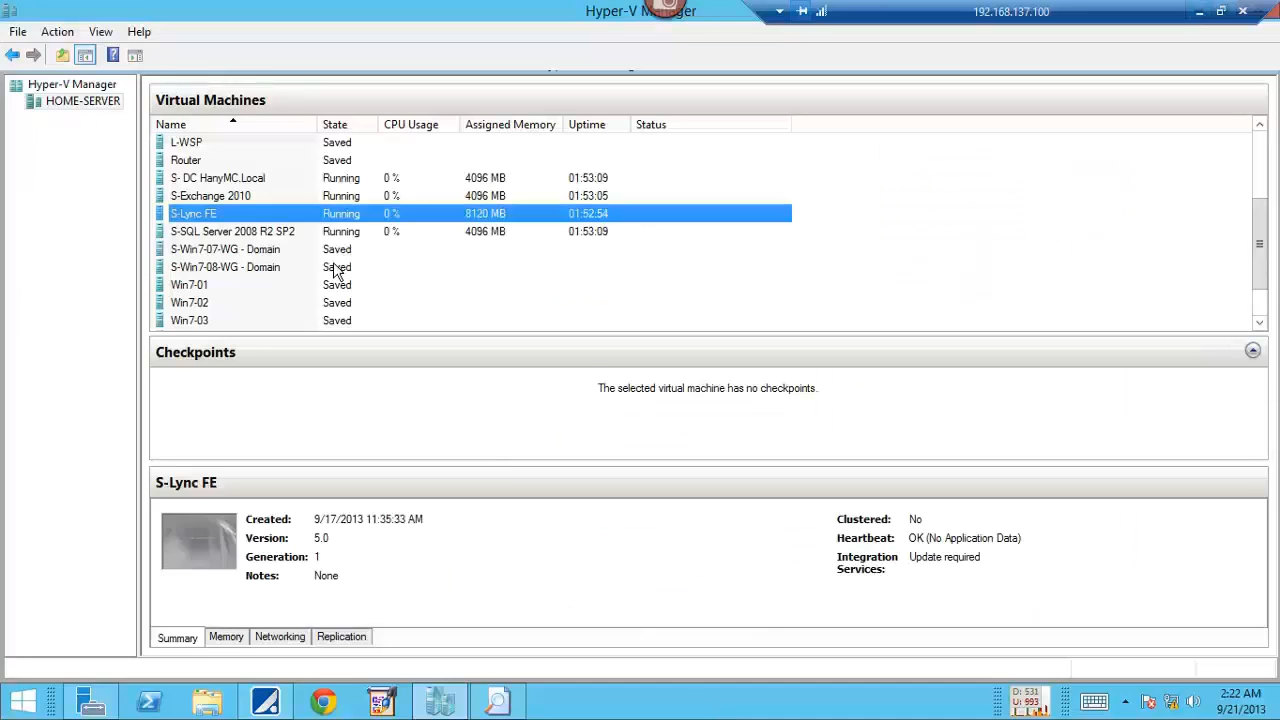 Hyper-V Manager
192.168.137.100
File Action View Help
Hyper-V Manager
HOME-SERVER
Virtual Machines
Name State CPU Usage Assigned Memory Uptime Status
L-WSP Saved
Router Saved
S- DC HanyMC.Local Running 0 % 4096 MB 01:53:09
S-Exchange 2010 Running 0 % 4096 MB 01:53:05
S-Lync FE Running 0 % 8120 MB 01:52:54
S-SQL Server 2008 R2 SP2 Running 0 % 4096 MB 01:53:09
S-Win7-07-WG - Domain Saved
S-Win7-08-WG - Domain Saved
Win7-01 Saved
Win7-02 Saved
Win7-03 Saved
Checkpoints
The selected virtual machine has no checkpoints.
S-Lync FE
Created: 9/17/2013 11:35:33 AM Clustered: No
Version: 5.0 Heartbeat: OK (No Application Data)
Generation: 1 Integration Update required
Services:
Notes: None
Summary Memory Networking Replication
D: 531
U: 993
2:22 AM
9/21/2013